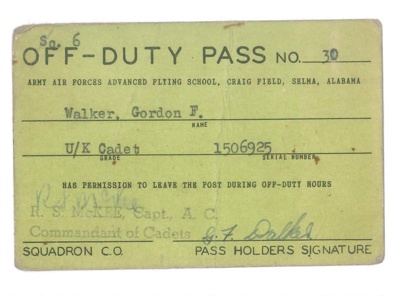 Sq. 6
OFF-DUTY PASS NO. 30
ARMY AIR FORCES ADVANCED FLYING SCHOOL, CRAIG FIELD, SELMA, ALABAMA
Walker, Gordon F.
NAME
U/K Cadet 1506925
GRADE SERIAL NUMBER
HAS PERMISSION TO LEAVE THE POST DURING OFF-DUTY HOURS
R S McKee
R. S. McKEE, Capt., A. C.
Commandant of Cadets G. F. Walker
SQUADRON C.O. PASS HOLDERS SIGNATURE